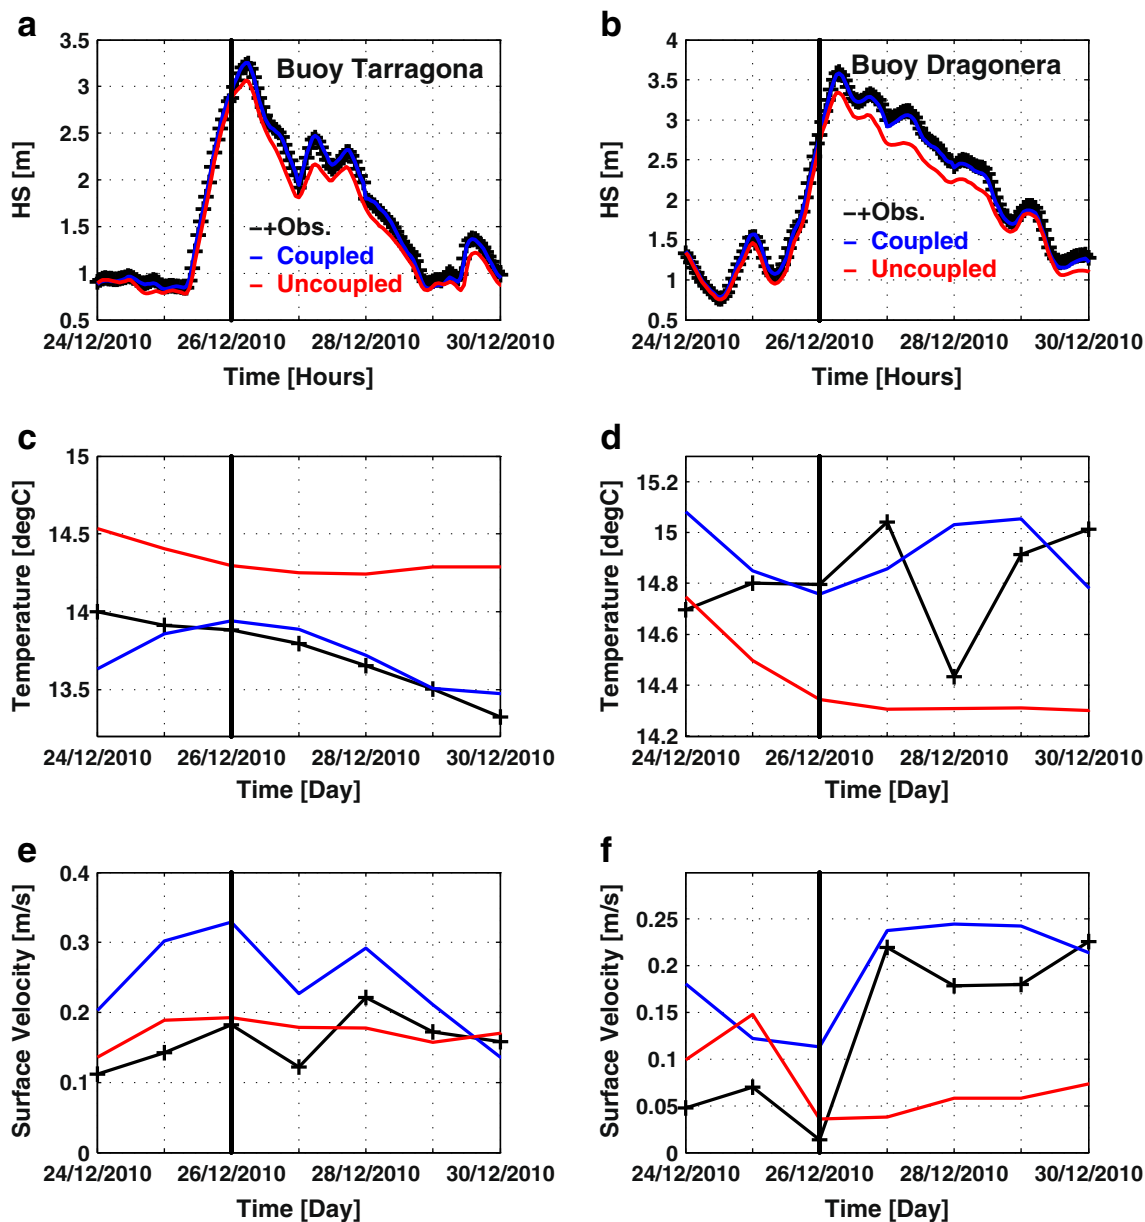 a
3.5
3
2.5
2
1.5
1
0.5
HS [m]
Buoy Tarragona
−+Obs.
− Coupled
− Uncoupled
24/12/2010 26/12/2010 28/12/2010 30/12/2010
Time [Hours]
b
4
3.5
3
2.5
2
1.5
1
0.5
HS [m]
Buoy Dragonera
−+Obs.
− Coupled
− Uncoupled
24/12/2010 26/12/2010 28/12/2010 30/12/2010
Time [Hours]
c
15
14.5
14
13.5
Temperature [degC]
24/12/2010 26/12/2010 28/12/2010 30/12/2010
Time [Day]
d
15.2
15
14.8
14.6
14.4
14.2
Temperature [degC]
24/12/2010 26/12/2010 28/12/2010 30/12/2010
Time [Day]
e
0.4
0.3
0.2
0.1
0
Surface Velocity [m/s]
24/12/2010 26/12/2010 28/12/2010 30/12/2010
Time [Day]
f
0.25
0.2
0.15
0.1
0.05
0
Surface Velocity [m/s]
24/12/2010 26/12/2010 28/12/2010 30/12/2010
Time [Day]